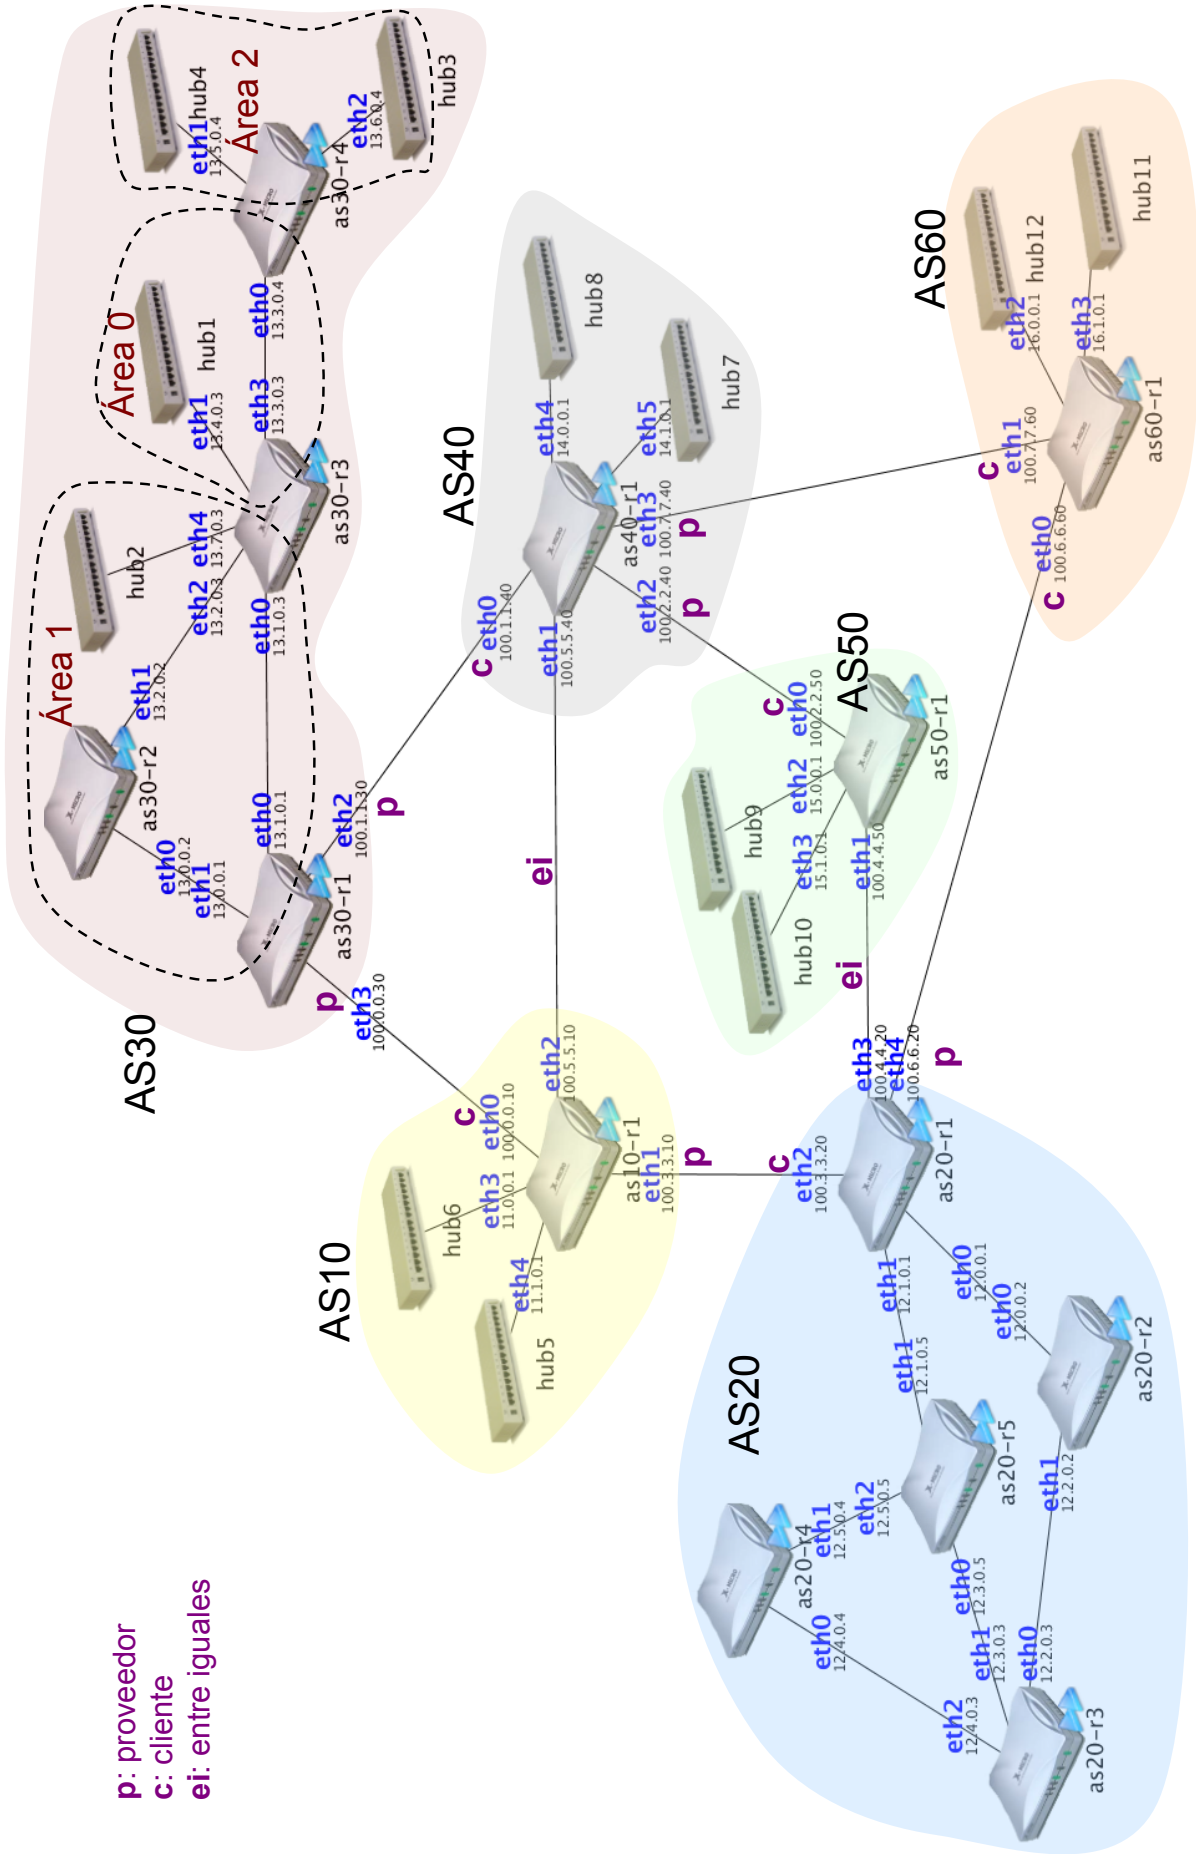 p: proveedor
c: cliente
ei: entre iguales
AS30
Área 1
Área 0
Área 2
hub4
eth1
13.5.0.4
eth2
13.6.0.4
hub3
as30-r4
eth0
13.3.0.4
hub1
eth1
13.4.0.3
eth3
13.3.0.3
as30-r3
hub2
eth4
13.7.0.3
eth2
13.2.0.3
eth0
13.1.0.3
eth1
13.2.0.2
as30-r2
eth0
13.0.0.2
eth1
13.0.0.1
eth0
13.1.0.1
as30-r1
eth2
100.1.1.30
p
eth3
100.0.0.30
p
AS40
hub8
hub7
eth4
14.0.0.1
eth5
14.1.0.1
as40-r1
eth3
100.7.7.40
p
eth2
100.2.2.40
p
c
eth0
100.1.1.40
eth1
100.5.5.40
ei
AS10
c
eth0
100.0.0.10
eth2
100.5.5.10
eth3
11.0.0.1
hub6
eth4
11.1.0.1
hub5
as10-r1
eth1
100.3.3.10
p
AS50
c
eth0
100.2.2.50
eth2
15.0.0.1
hub9
eth3
15.1.0.1
hub10
as50-r1
eth1
100.4.4.50
ei
AS60
hub12
hub11
eth2
16.0.0.1
eth3
16.1.0.1
as60-r1
c
eth1
100.7.7.60
c
eth0
100.6.6.60
AS20
c
eth2
100.3.3.20
eth3
100.4.4.20
eth4
100.6.6.20
p
as20-r1
eth1
12.1.0.1
eth0
12.0.0.1
eth0
12.0.0.2
as20-r2
eth1
12.2.0.2
eth1
12.1.0.5
as20-r5
eth2
12.5.0.5
eth0
12.3.0.5
as20-r4
eth1
12.5.0.4
eth0
12.4.0.4
eth2
12.4.0.3
eth1
12.3.0.3
eth0
12.2.0.3
as20-r3